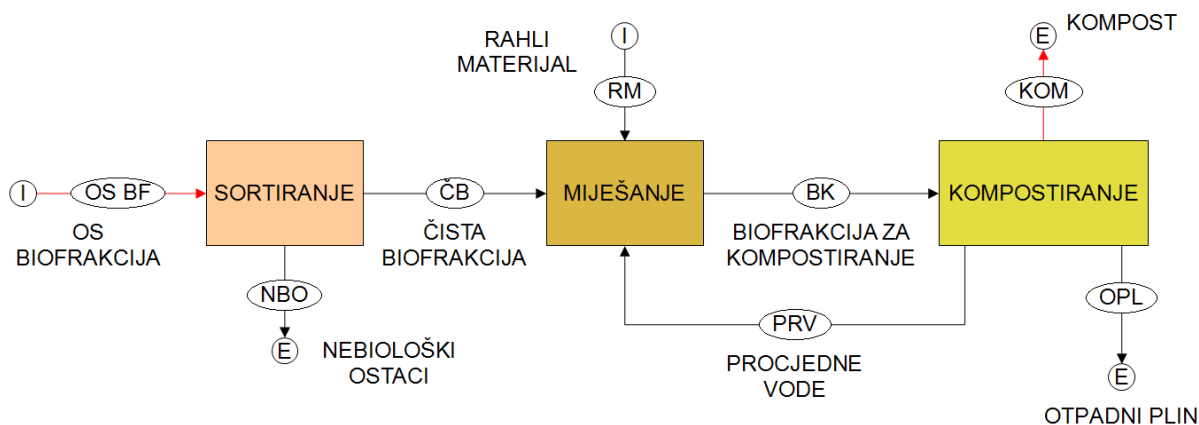 RAHLI
MATERIJAL
I
E
KOMPOST
RM
KOM
I
OS BF
SORTIRANJE
ČB
MIJEŠANJE
BK
KOMPOSTIRANJE
OS
BIOFRAKCIJA
ČISTA
BIOFRAKCIJA
BIOFRAKCIJA ZA
KOMPOSTIRANJE
NBO
OPL
PRV
E
NEBIOLOŠKI
OSTACI
PROCJEDNE
VODE
E
OTPADNI PLIN